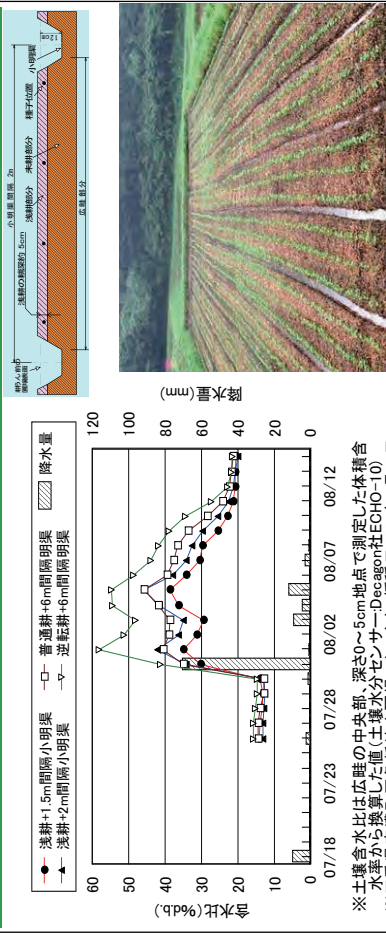 浅耕+1.5m間隔小明渠
普通耕+6m間隔明渠
降水量
浅耕+2m間隔小明渠
逆転耕+6m間隔明渠
含水比(%d.b.)
60
50
40
30
20
10
0
降水量(mm)
120
100
80
60
40
20
0
07/18
07/23
07/28
08/02
08/07
08/12
※土壌含水比は広畦の中央部、深さ0～5cm地点で測定した体積含
水率から換算した値(土壌水分センサー:Decagon社ECHO-10)
小明渠間隔 2m
浅耕の耕深約 5cm
浅耕部分
未耕部分
種子位置
小明渠
12cm
広畦部分